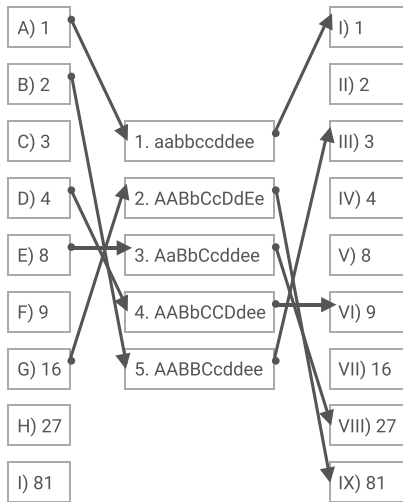 A) 1
B) 2
C) 3
D) 4
E) 8
F) 9
G) 16
H) 27
I) 81
1. aabbccddee
2. AABbCcDdEe
3. AaBbCcddee
4. AABbCCDdee
5. AABBCcddee
I) 1
II) 2
III) 3
IV) 4
V) 8
VI) 9
VII) 16
VIII) 27
IX) 81